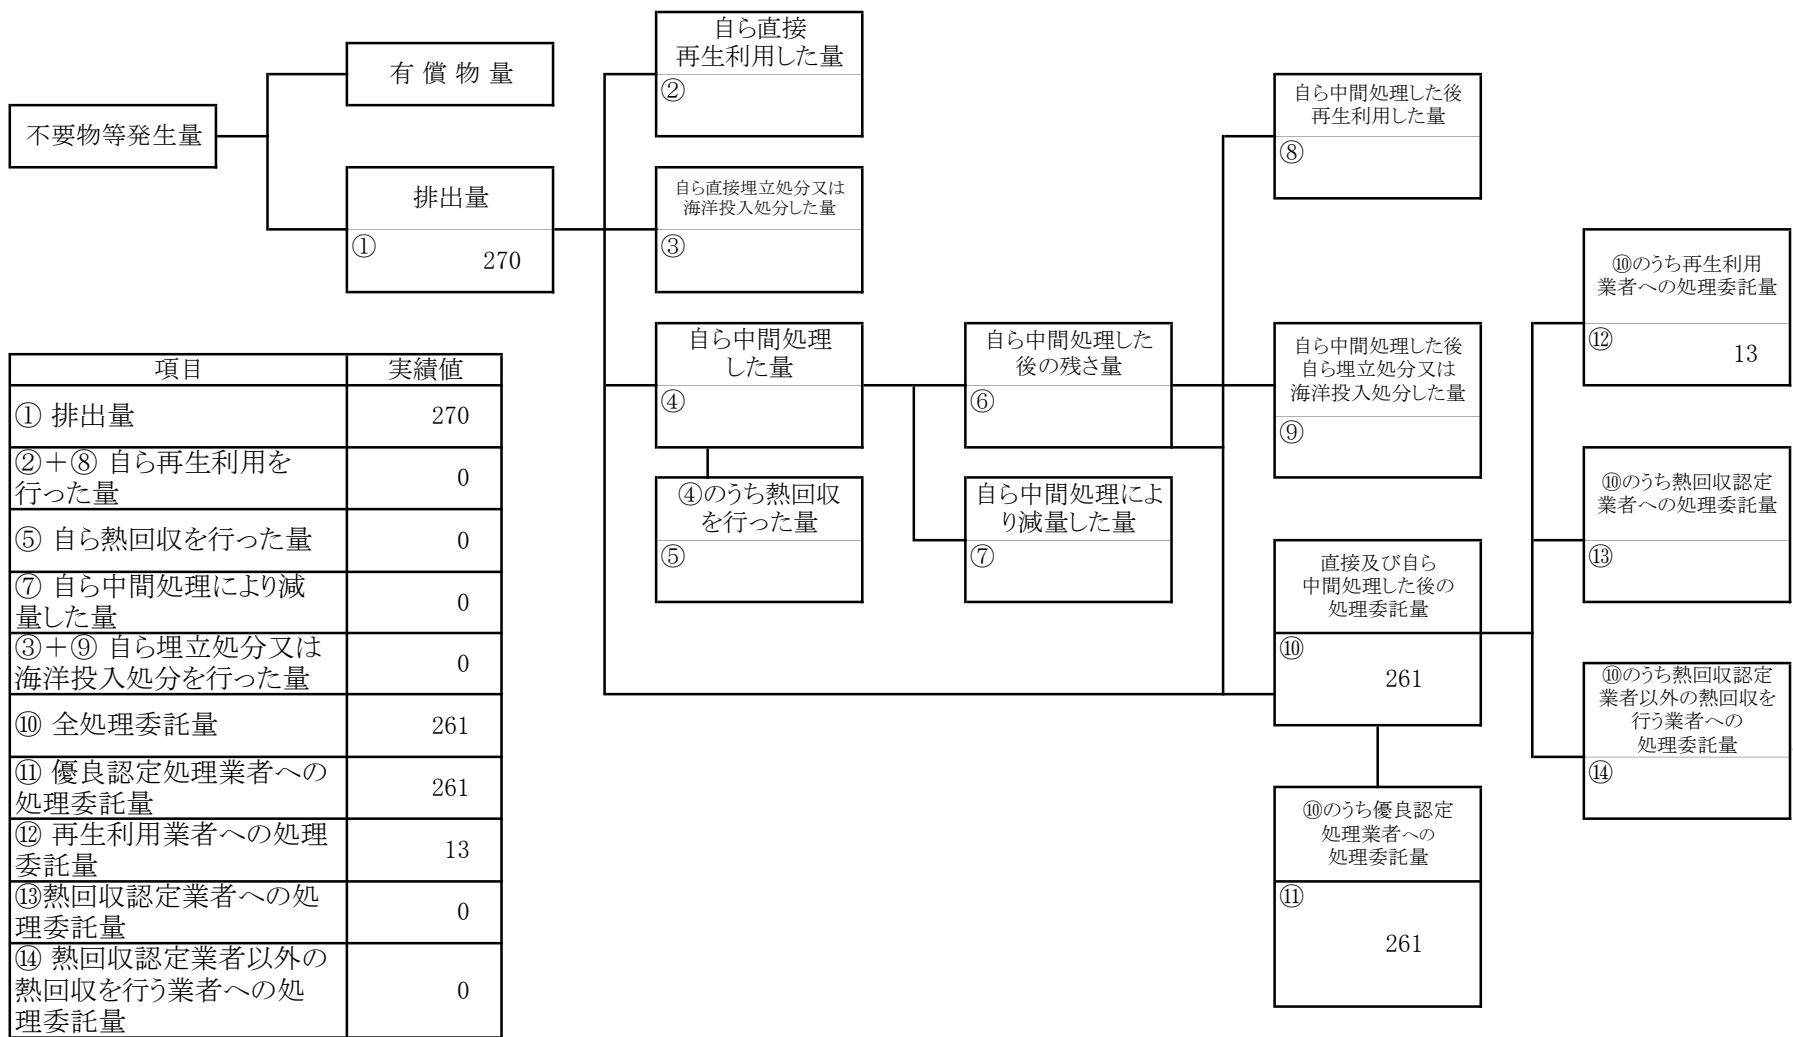 不要物等発生量
有 償 物 量
排出量
①
270
自ら直接
再生利用した量
②
自ら直接埋立処分又は
海洋投入処分した量
③
自ら中間処理
した量
④
④のうち熱回収
を行った量
⑤
自ら中間処理した
後の残さ量
⑥
自ら中間処理によ
り減量した量
⑦
自ら中間処理した後
再生利用した量
⑧
自ら中間処理した後
自ら埋立処分又は
海洋投入処分した量
⑨
直接及び自ら
中間処理した後の
処理委託量
⑩
261
⑩のうち優良認定
処理業者への
処理委託量
⑪
261
⑩のうち再生利用
業者への処理委託量
⑫
13
⑩のうち熱回収認定
業者への処理委託量
⑬
⑩のうち熱回収認定
業者以外の熱回収を
行う業者への
処理委託量
⑭
項目 実績値
① 排出量 270
②＋⑧ 自ら再生利用を
行った量 0
⑤ 自ら熱回収を行った量 0
⑦ 自ら中間処理により減
量した量 0
③＋⑨ 自ら埋立処分又は
海洋投入処分を行った量 0
⑩ 全処理委託量 261
⑪ 優良認定処理業者への
処理委託量 261
⑫ 再生利用業者への処理
委託量 13
⑬熱回収認定業者への処
理委託量 0
⑭ 熱回収認定業者以外の
熱回収を行う業者への処
理委託量 0